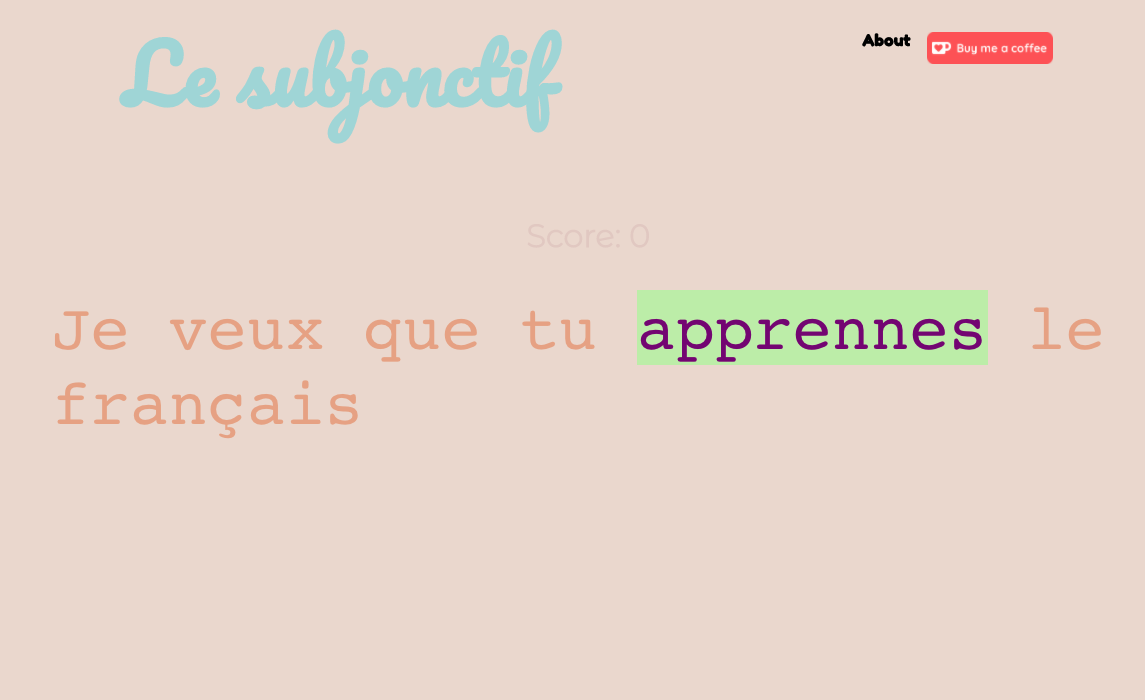 Le subjonctif
About
Buy me a coffee
Score: 0
Je veux que tu apprennes le
français